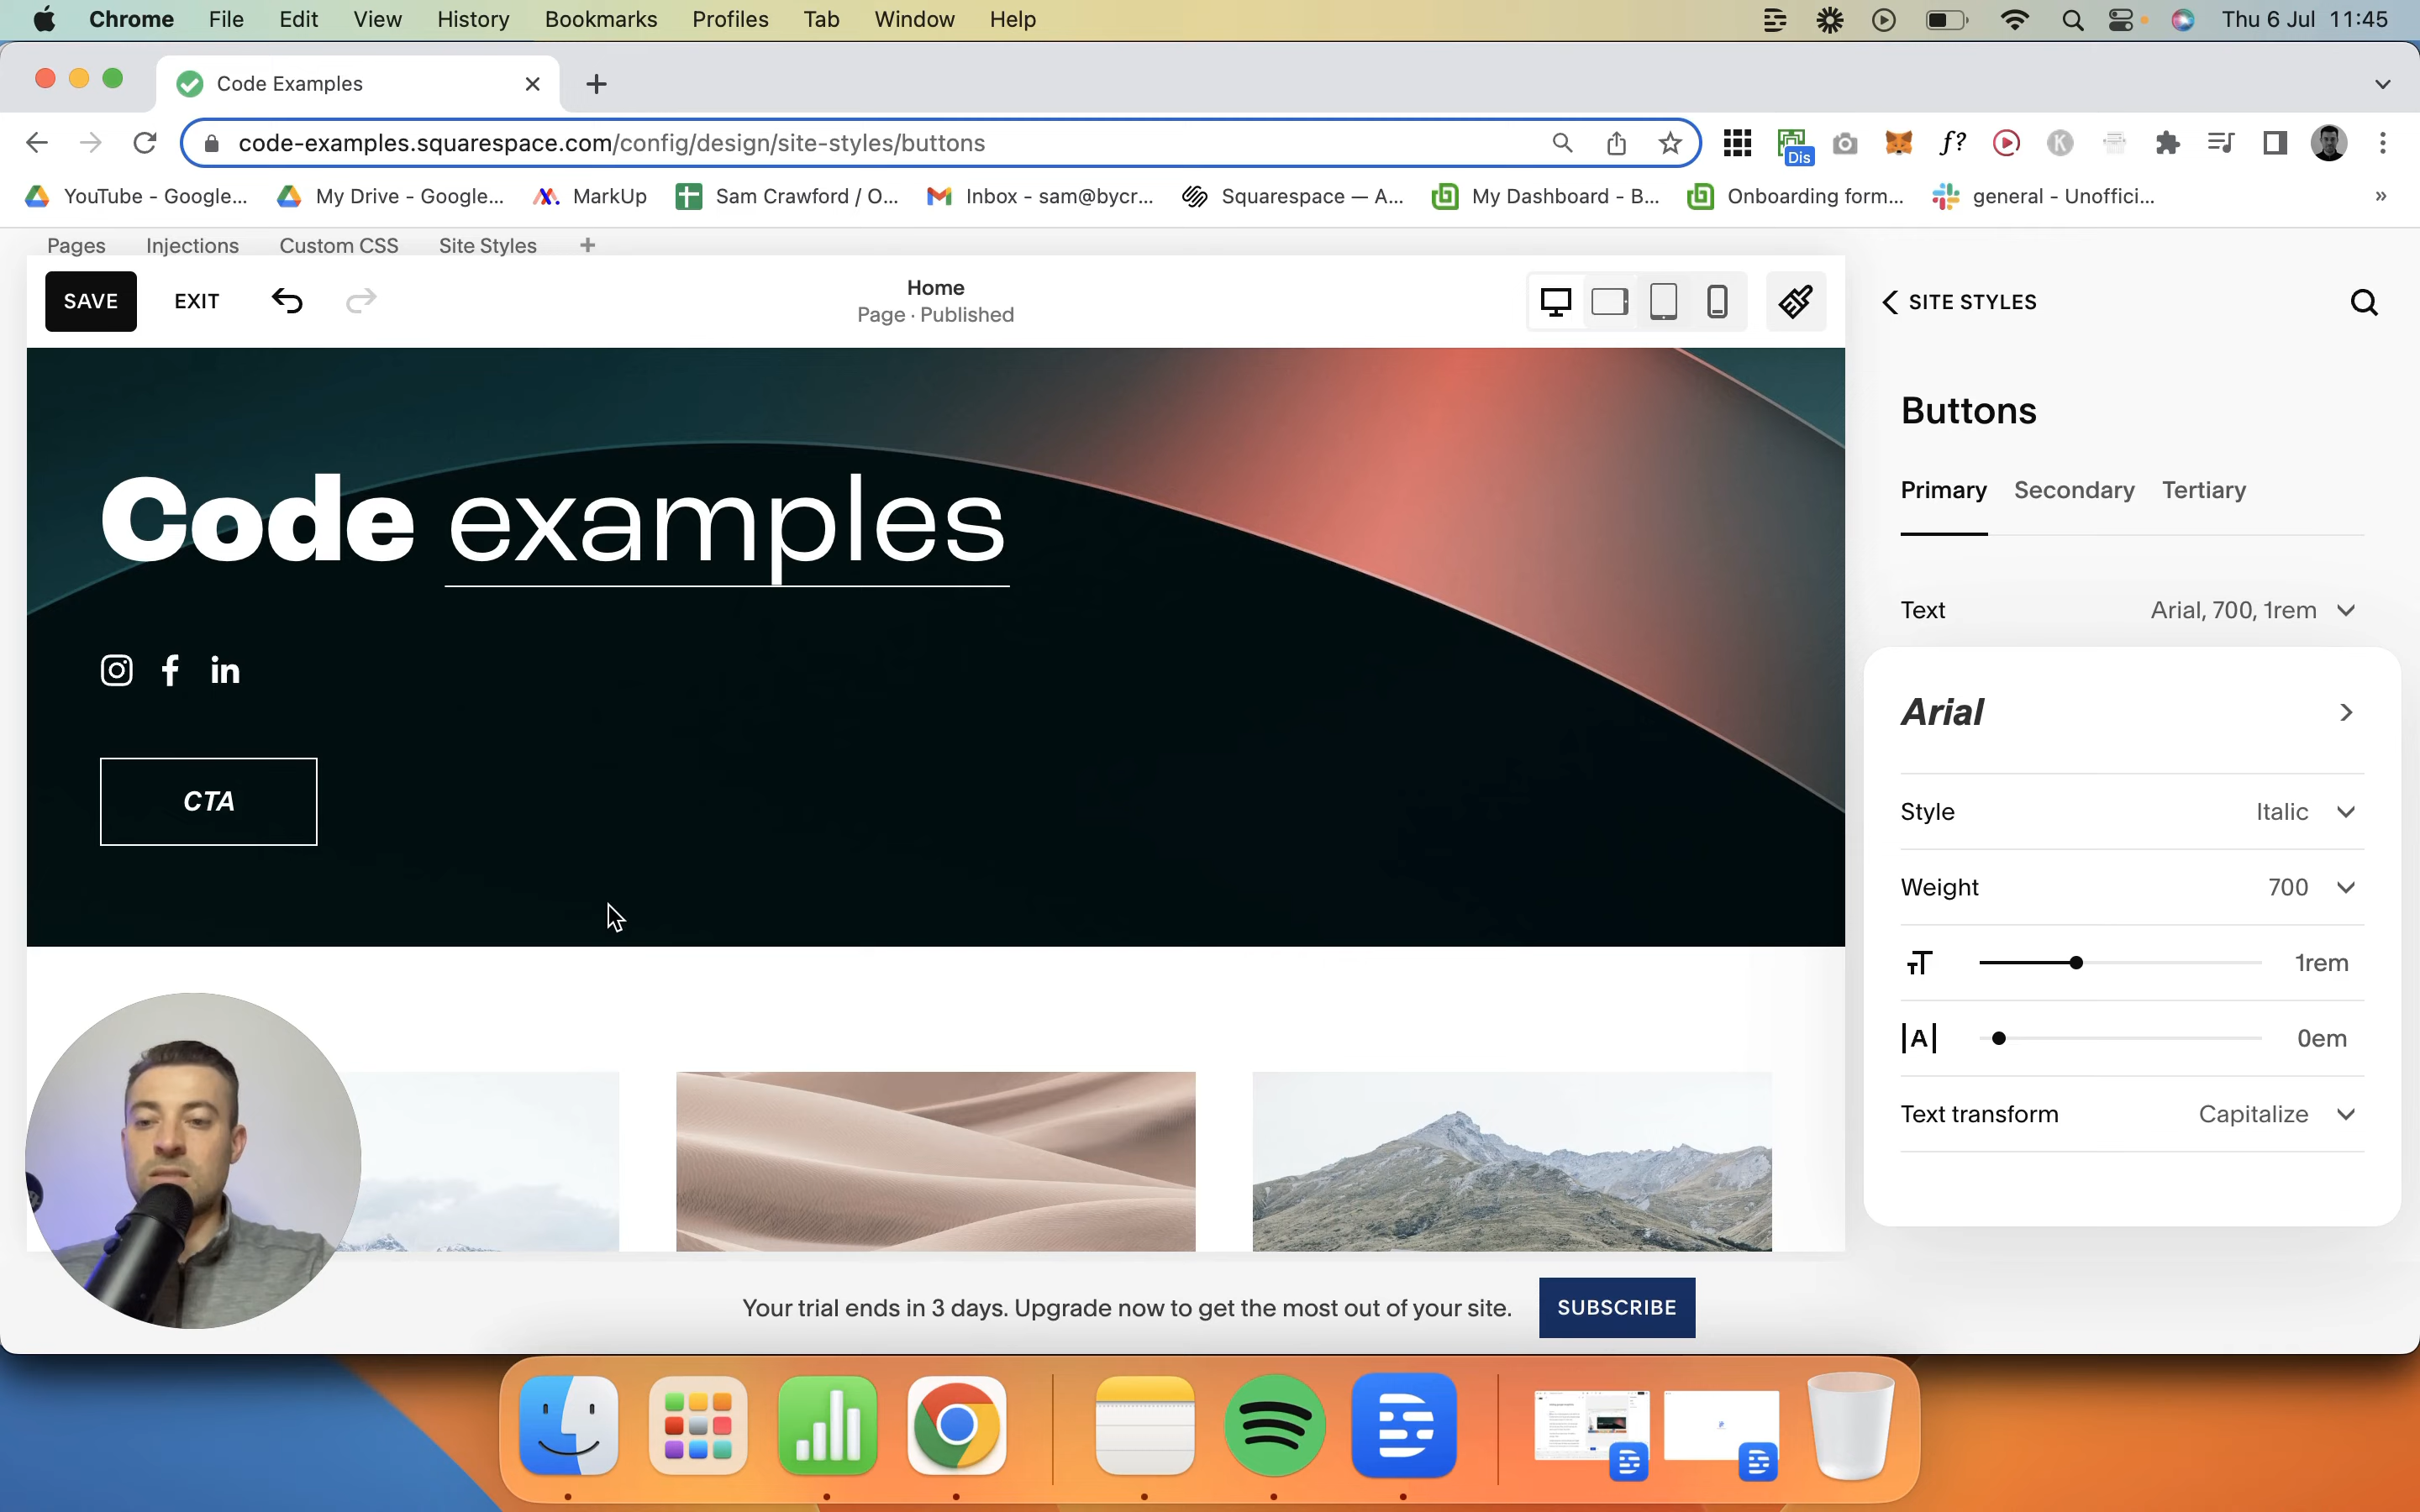 Chrome File Edit View History Bookmarks Profiles Tab Window Help Thu 6 Jul 11:45
Code Examples
code-examples.squarespace.com/config/design/site-styles/buttons
f? Dis K
YouTube - Google... My Drive - Google... MarkUp Sam Crawford / O... Inbox - sam@bycr... Squarespace — A... My Dashboard - B... Onboarding form... general - Unoffici... »
Pages Injections Custom CSS Site Styles +
SAVE EXIT
Home
Page · Published
SITE STYLES
Buttons
Primary Secondary Tertiary
Code examples
Text Arial, 700, 1rem
f in
Arial
CTA
Style Italic
Weight 700
TT 1rem
|A| 0em
Text transform Capitalize
Your trial ends in 3 days. Upgrade now to get the most out of your site. SUBSCRIBE